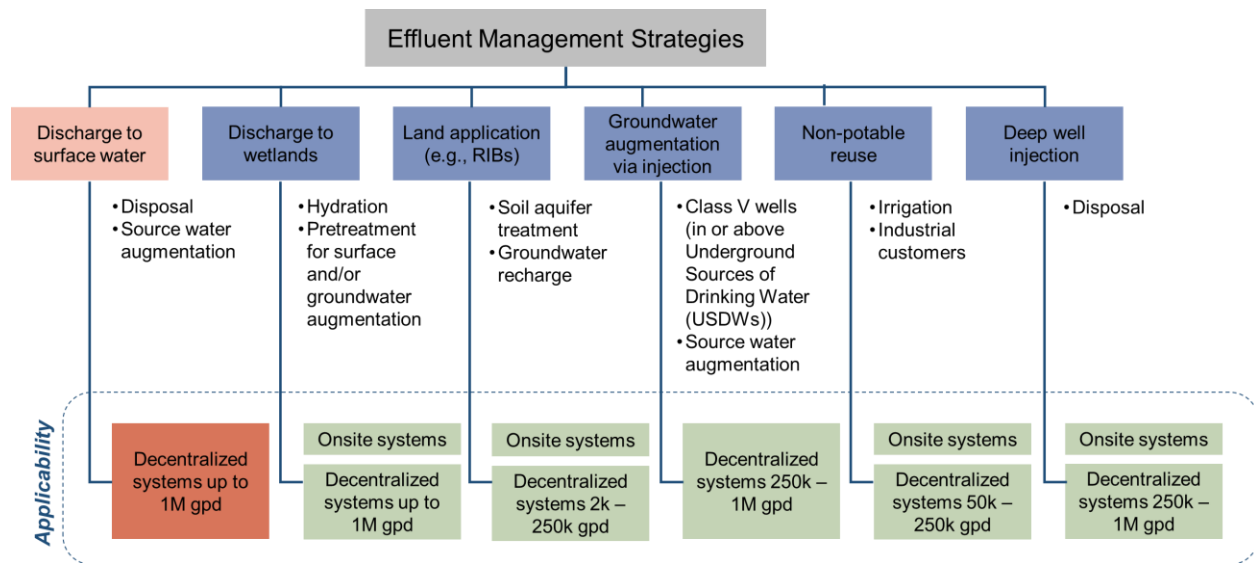 Effluent Management Strategies
Discharge to
surface water
Discharge to
wetlands
Land application
(e.g., RIBs)
Groundwater
augmentation
via injection
Non-potable
reuse
Deep well
injection
•Disposal
•Source water
augmentation
•Hydration
•Pretreatment
for surface
and/or
groundwater
augmentation
•Soil aquifer
treatment
•Groundwater
recharge
•Class V wells
(in or above
Underground
Sources of
Drinking Water
(USDWs))
•Source water
augmentation
•Irrigation
•Industrial
customers
•Disposal
Applicability
Decentralized
systems up to
1M gpd
Onsite systems
Decentralized
systems up to
1M gpd
Onsite systems
Decentralized
systems 2k –
250k gpd
Decentralized
systems 250k –
1M gpd
Onsite systems
Decentralized
systems 50k –
250k gpd
Onsite systems
Decentralized
systems 250k –
1M gpd